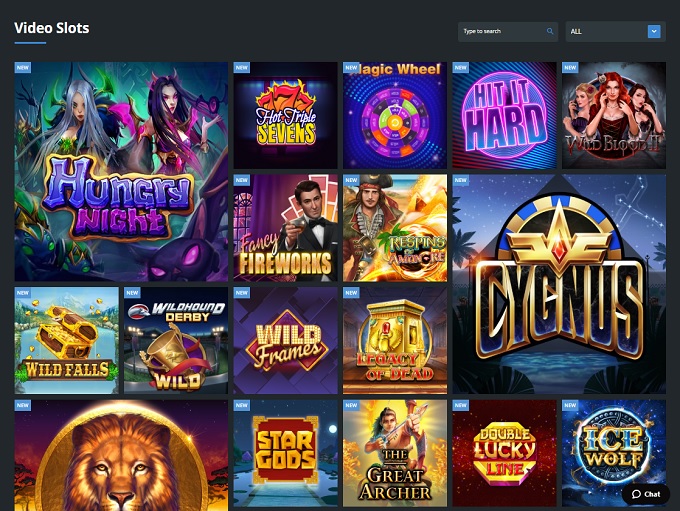 Video Slots
Type to search
ALL
NEW
HUNGRY
NIGHT
NEW
777
Hot Triple
SEVENS
NEW
Magic Wheel
NEW
HIT IT
HARD
NEW
WILD BLOOD II
NEW
Fancy
FIREWORKS
NEW
RESPINS
OF
AMUN-RE
NEW
CYGNUS
NEW
WILD FALLS
NEW
WILDHOUND
DERBY
WILD
NEW
WILD
Frames
NEW
LEGACY
OF DEAD
NEW
NEW
STAR
GODS
NEW
THE
GREAT
ARCHER
NEW
DOUBLE
LUCKY
LINE
NEW
ICE
WOLF
Chat